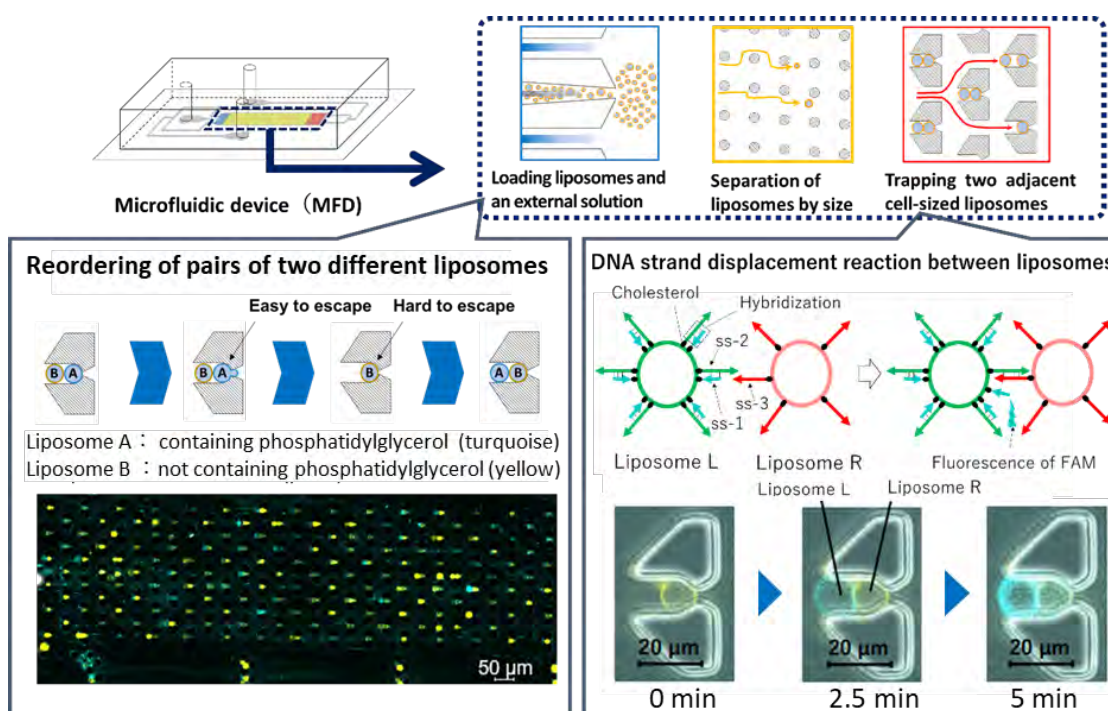 Microfluidic device（MFD）
Loading liposomes and
an external solution
Separation of
liposomes by size
Trapping two adjacent
cell-sized liposomes
Reordering of pairs of two different liposomes
Easy to escape
Hard to escape
B A
B A
B
A B
Liposome A： containing phosphatidylglycerol (turquoise)
Liposome B：not containing phosphatidylglycerol (yellow)
50 μm
DNA strand displacement reaction between liposomes
Cholesterol
Hybridization
ss-2
ss-3
ss-1
Liposome L
Liposome R
Fluorescence of FAM
Liposome L
Liposome R
20 μm
20 μm
20 μm
0 min
2.5 min
5 min